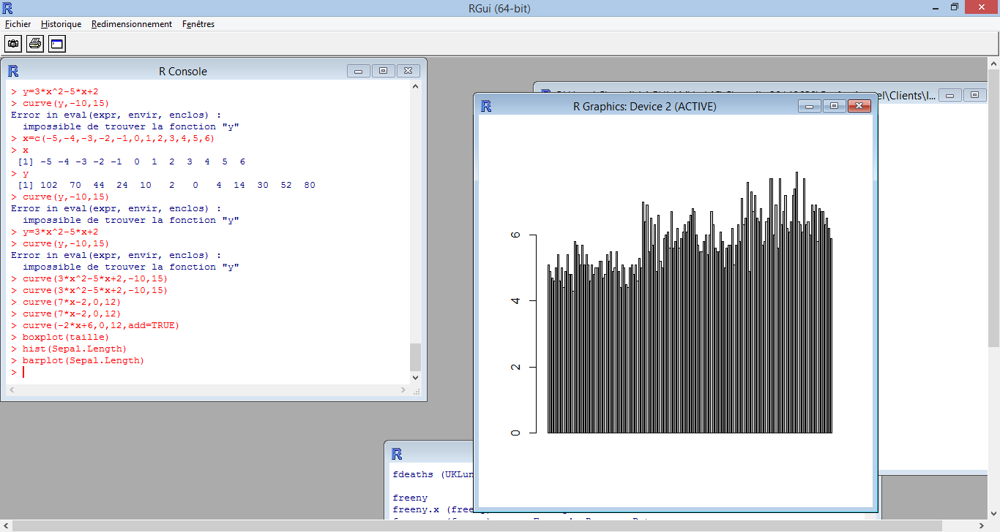 RGui (64-bit)
Fichier Historique Redimensionnement Fenêtres
R Console
> y=3*x^2-5*x+2
> curve(y,-10,15)
Error in eval(expr, envir, enclos) :
  impossible de trouver la fonction "y"
> x=c(-5,-4,-3,-2,-1,0,1,2,3,4,5,6)
> x
 [1] -5 -4 -3 -2 -1  0  1  2  3  4  5  6
> y
 [1] 102  70  44  24  10   2   0   4  14  30  52  80
> curve(y,-10,15)
Error in eval(expr, envir, enclos) :
  impossible de trouver la fonction "y"
> y=3*x^2-5*x+2
> curve(y,-10,15)
Error in eval(expr, envir, enclos) :
  impossible de trouver la fonction "y"
> curve(3*x^2-5*x+2,-10,15)
> curve(3*x^2-5*x+2,-10,15)
> curve(7*x-2,0,12)
> curve(7*x-2,0,12)
> curve(-2*x+6,0,12,add=TRUE)
> boxplot(taille)
> hist(Sepal.Length)
> barplot(Sepal.Length)
>
el\Clients\I...
R Graphics: Device 2 (ACTIVE)
6
4
2
0
fdeaths (UKLun
freeny
freeny.x (free